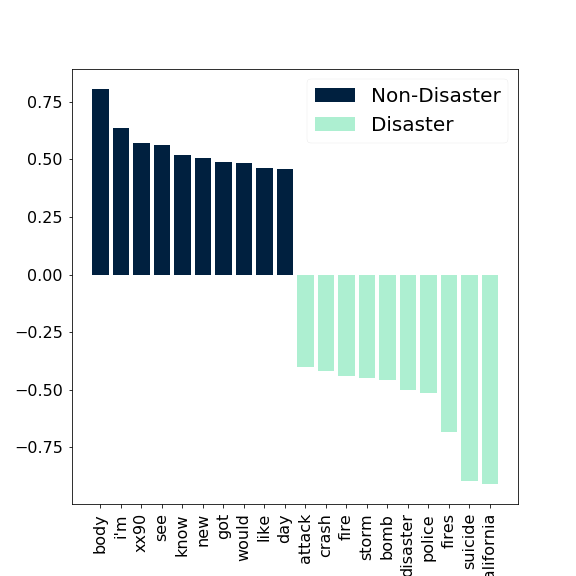 Non-Disaster
Disaster
0.75
0.50
0.25
0.00
−0.25
−0.50
−0.75
body
i'm
xx90
see
know
new
got
would
like
day
attack
crash
fire
storm
bomb
disaster
police
fires
suicide
alifornia